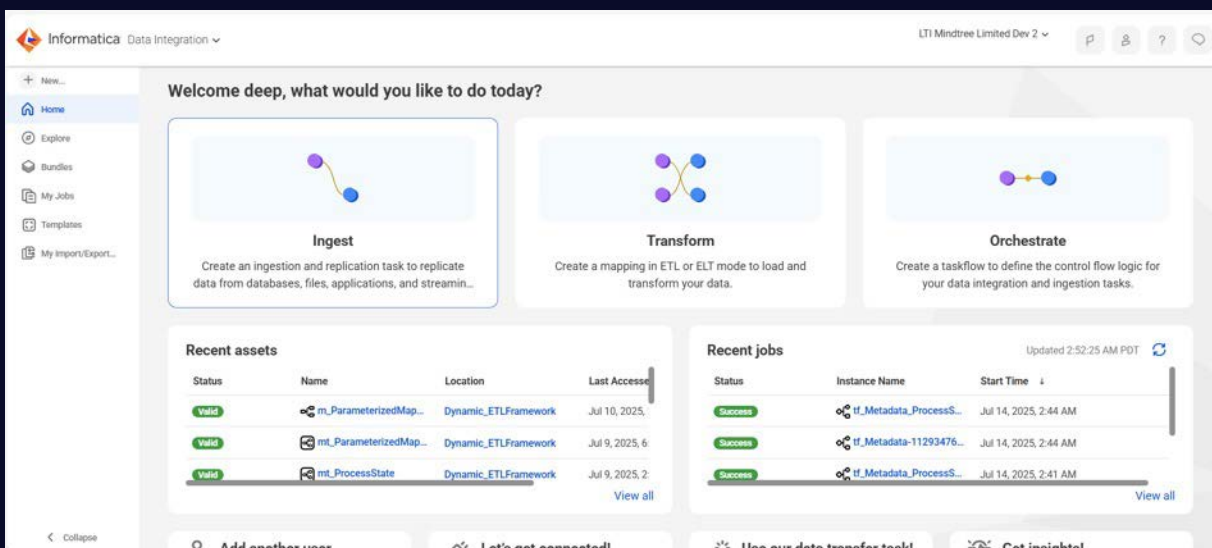 Informatica Data Integration
LTI Mindtree Limited Dev 2
?
New...
Home
Explore
Bundles
My Jobs
Templates
My Import/Export...
Collapse
Welcome deep, what would you like to do today?
Ingest
Create an ingestion and replication task to replicate
data from databases, files, applications, and streamin...
Transform
Create a mapping in ETL or ELT mode to load and
transform your data.
Orchestrate
Create a taskflow to define the control flow logic for
your data integration and ingestion tasks.
Recent assets
Status Name Location Last Accesse
Valid m_ParameterizedMap... Dynamic_ETLFramework Jul 10, 2025,
Valid mt_ParameterizedMap... Dynamic_ETLFramework Jul 9, 2025, 6:
Valid mt_ProcessState Dynamic_ETLFramework Jul 9, 2025, 2:
View all
Recent jobs Updated 2:52:25 AM PDT
Status Instance Name Start Time ↓
Success tf_Metadata_ProcessS... Jul 14, 2025, 2:44 AM
Success tf_Metadata-11293476... Jul 14, 2025, 2:44 AM
Success tf_Metadata_ProcessS... Jul 14, 2025, 2:41 AM
View all
Add another user
Let's get connected!
Use our data transfer task!
Get insights!